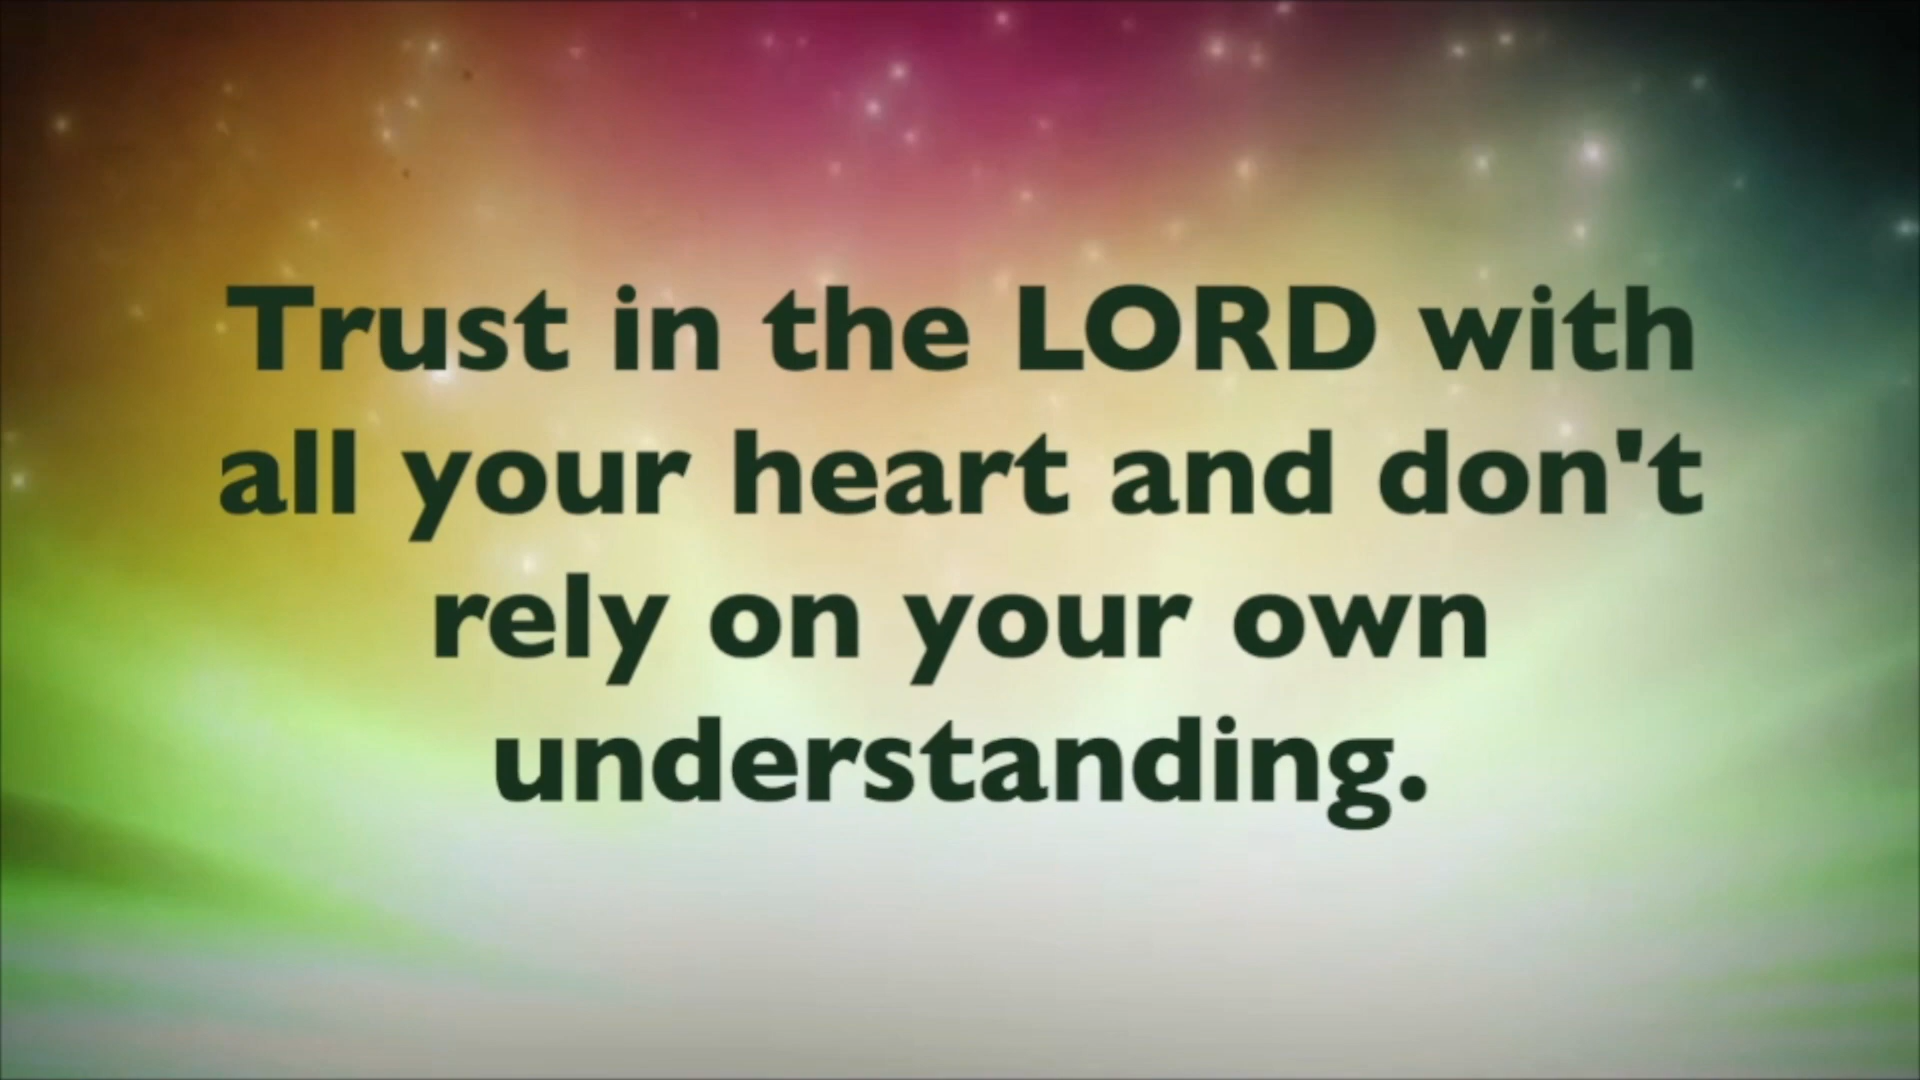 Trust in the LORD with
all your heart and don't
rely on your own
understanding.